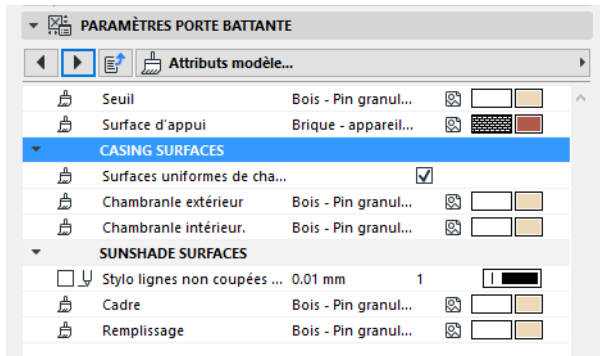 PARAMÈTRES PORTE BATTANTE
Attributs modèle...
Seuil Bois - Pin granul...
Surface d'appui Brique - appareil...
CASING SURFACES
Surfaces uniformes de cha...
Chambranle extérieur Bois - Pin granul...
Chambranle intérieur. Bois - Pin granul...
SUNSHADE SURFACES
Stylo lignes non coupées ... 0.01 mm 1
Cadre Bois - Pin granul...
Remplissage Bois - Pin granul...